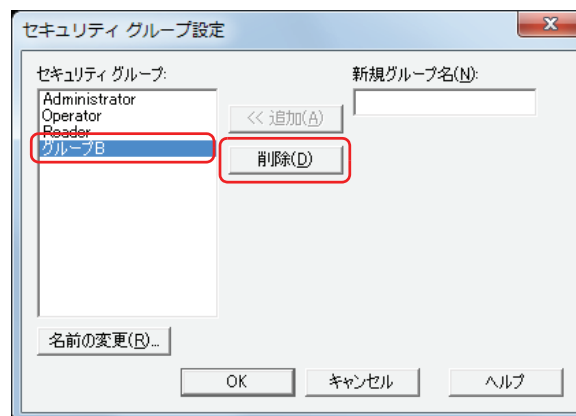 セキュリティ グループ設定
セキュリティ グループ:
新規グループ名(N):
Administrator
Operator
Reader
グループB
<< 追加(A)
削除(D)
名前の変更(R)...
OK
キャンセル
ヘルプ